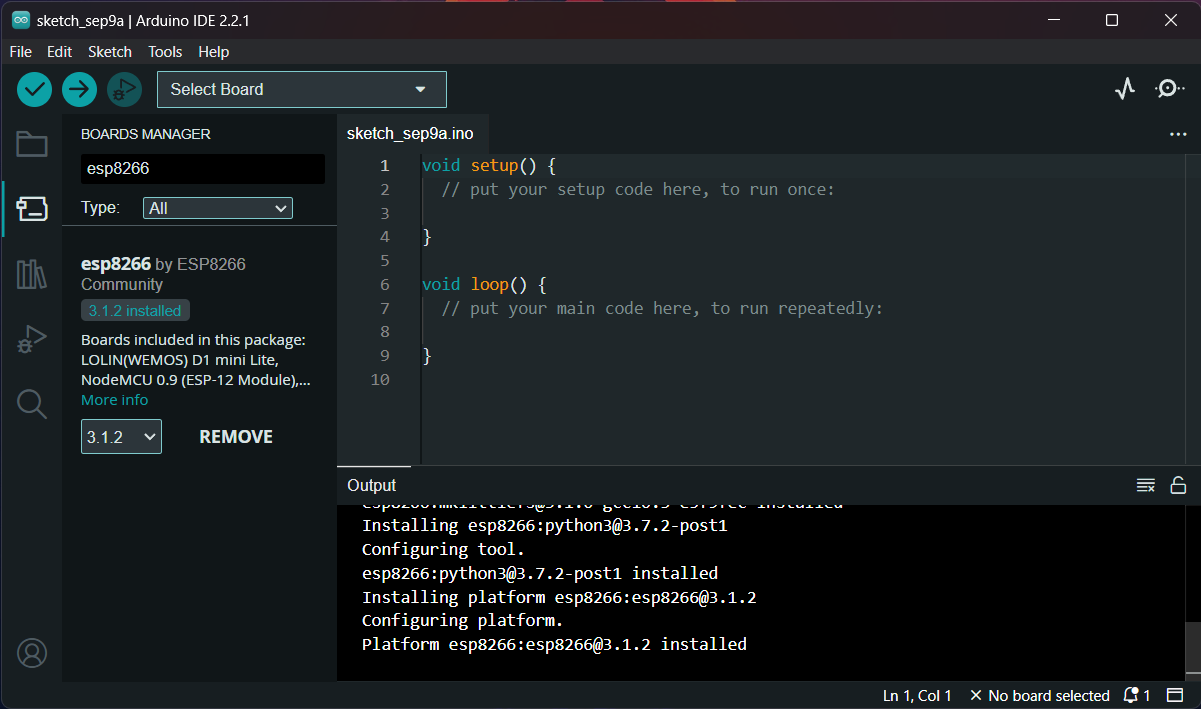 sketch_sep9a | Arduino IDE 2.2.1
File Edit Sketch Tools Help
Select Board
BOARDS MANAGER
esp8266
Type: All
esp8266 by ESP8266
Community
3.1.2 installed
Boards included in this package:
LOLIN(WEMOS) D1 mini Lite,
NodeMCU 0.9 (ESP-12 Module),...
More info
3.1.2 REMOVE
sketch_sep9a.ino
1 void setup() {
2 // put your setup code here, to run once:
3
4 }
5
6 void loop() {
7 // put your main code here, to run repeatedly:
8
9 }
10
Output
installed
Installing esp8266:python3@3.7.2-post1
Configuring tool.
esp8266:python3@3.7.2-post1 installed
Installing platform esp8266:esp8266@3.1.2
Configuring platform.
Platform esp8266:esp8266@3.1.2 installed
Ln 1, Col 1 No board selected 1